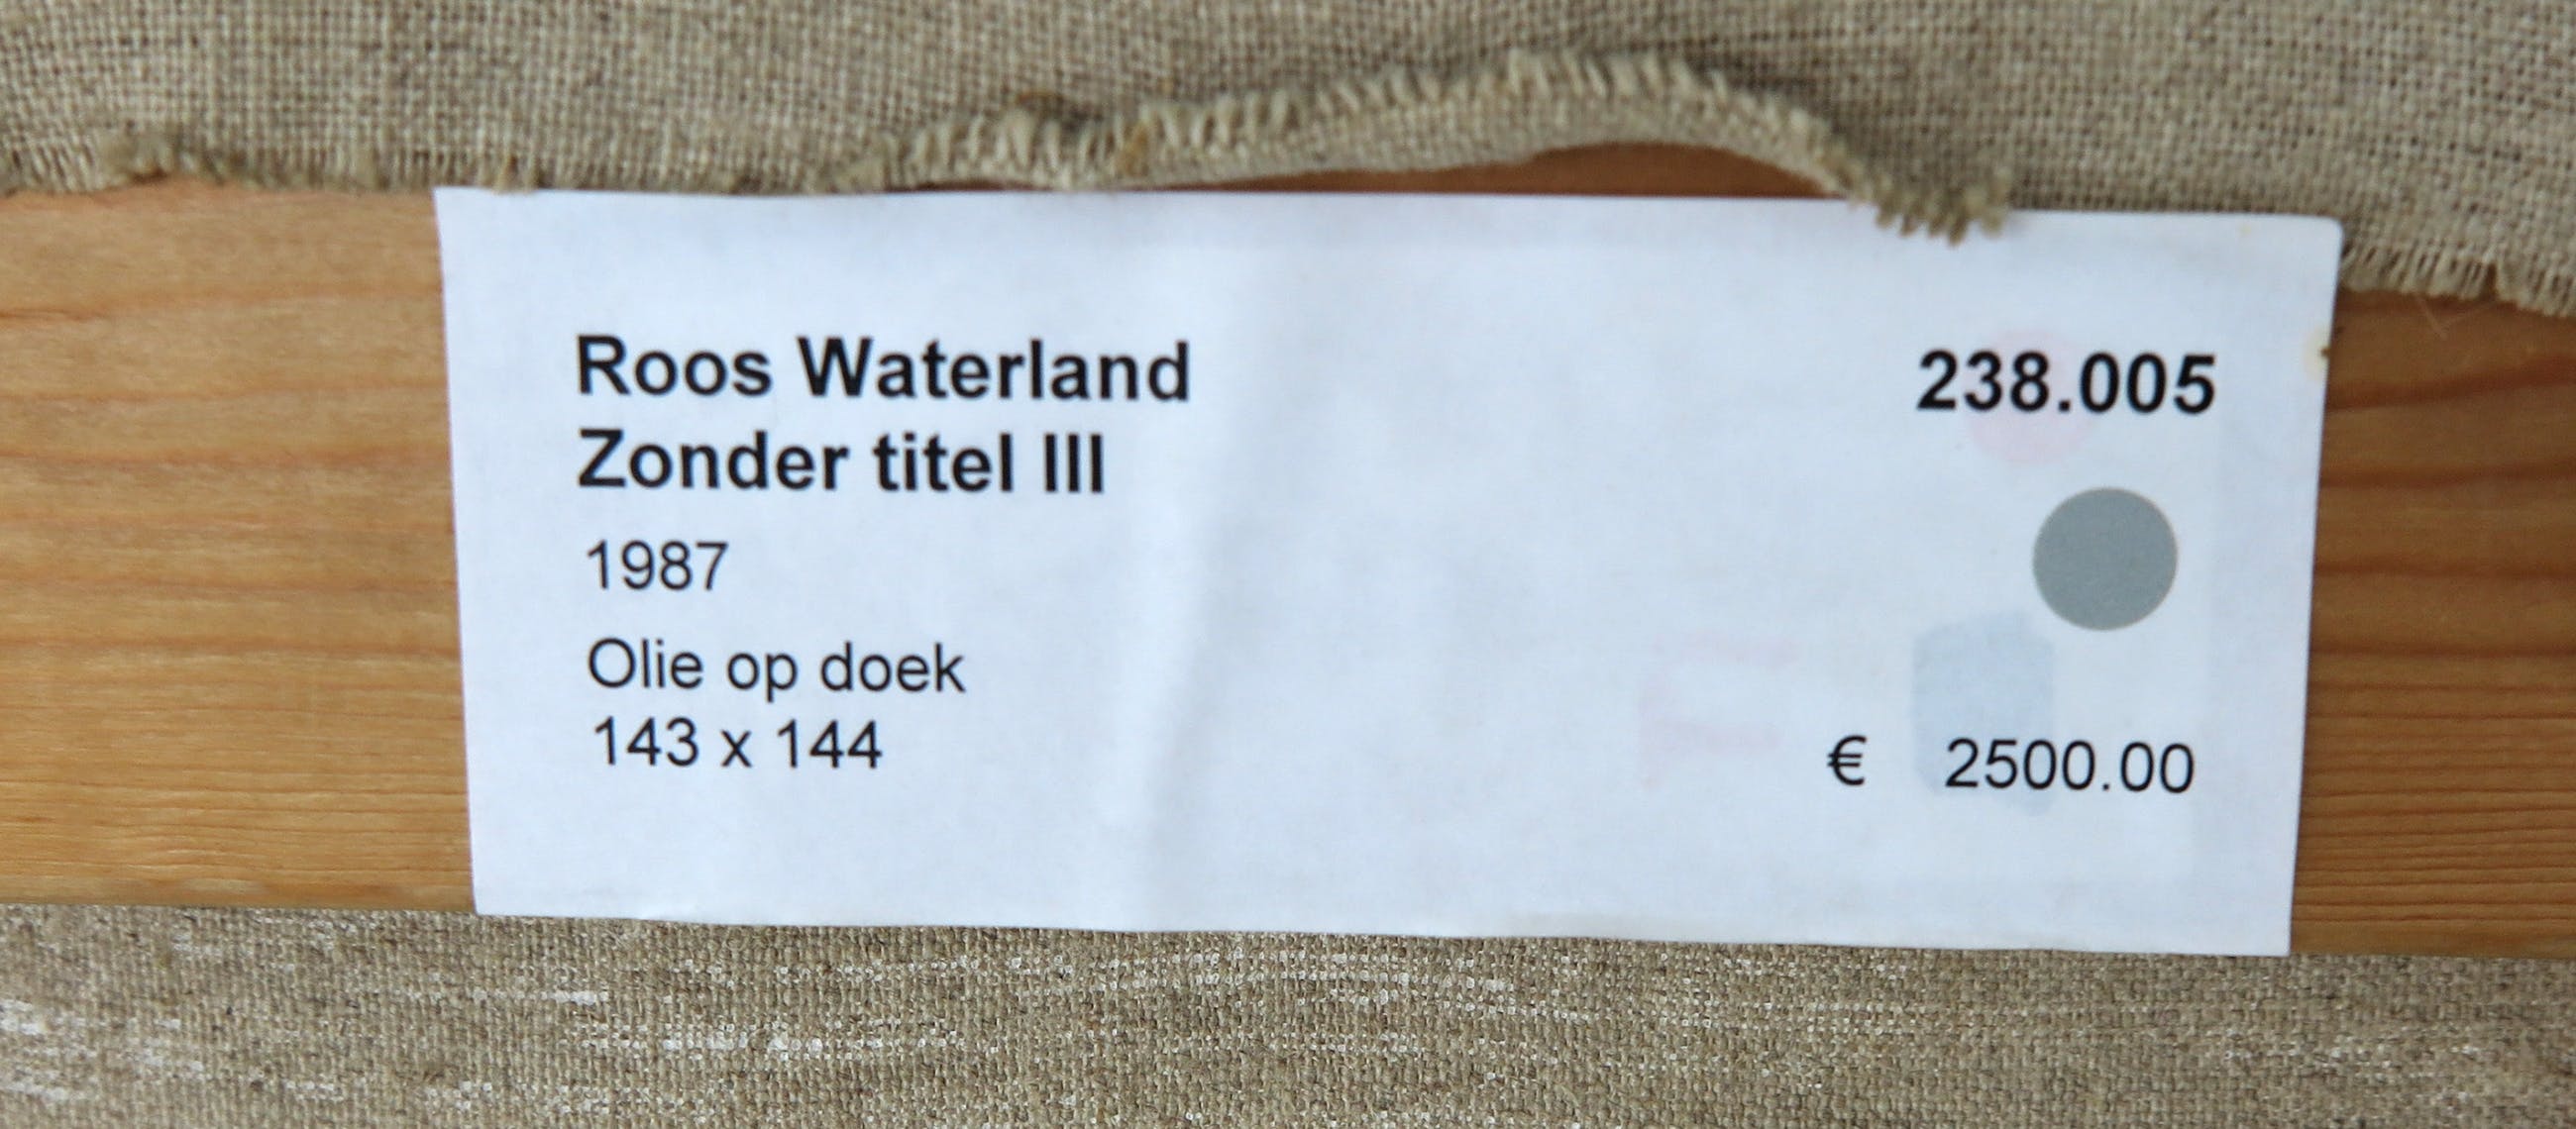 Roos Waterland 238.005
Zonder titel III
1987
Olie op doek
143 x 144
€ 2500.00